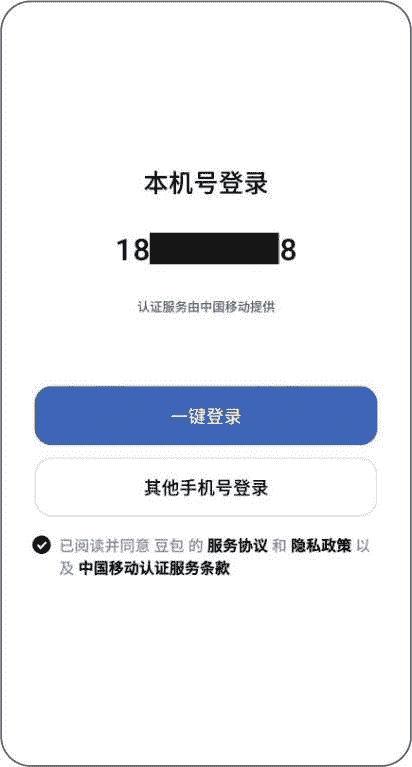 本机号登录
18 8
认证服务由中国移动提供
一键登录
其他手机号登录
已阅读并同意 豆包 的 服务协议 和 隐私政策 以
及 中国移动认证服务条款